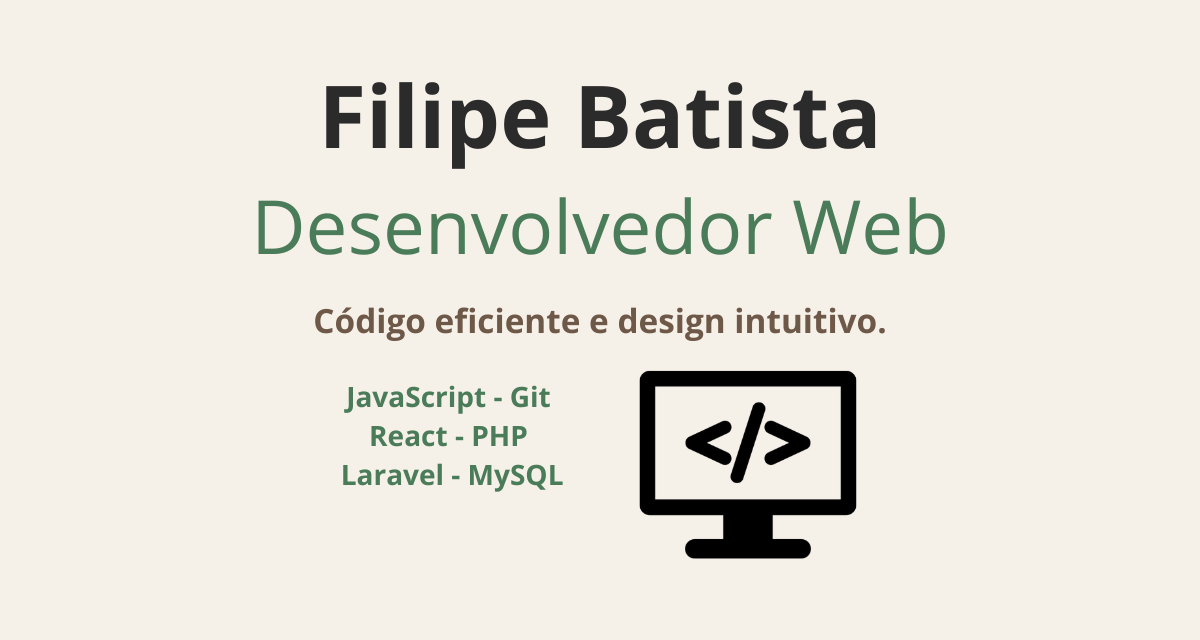 Filipe Batista
Desenvolvedor Web
Código eficiente e design intuitivo.
JavaScript - Git
React - PHP
Laravel - MySQL
</>